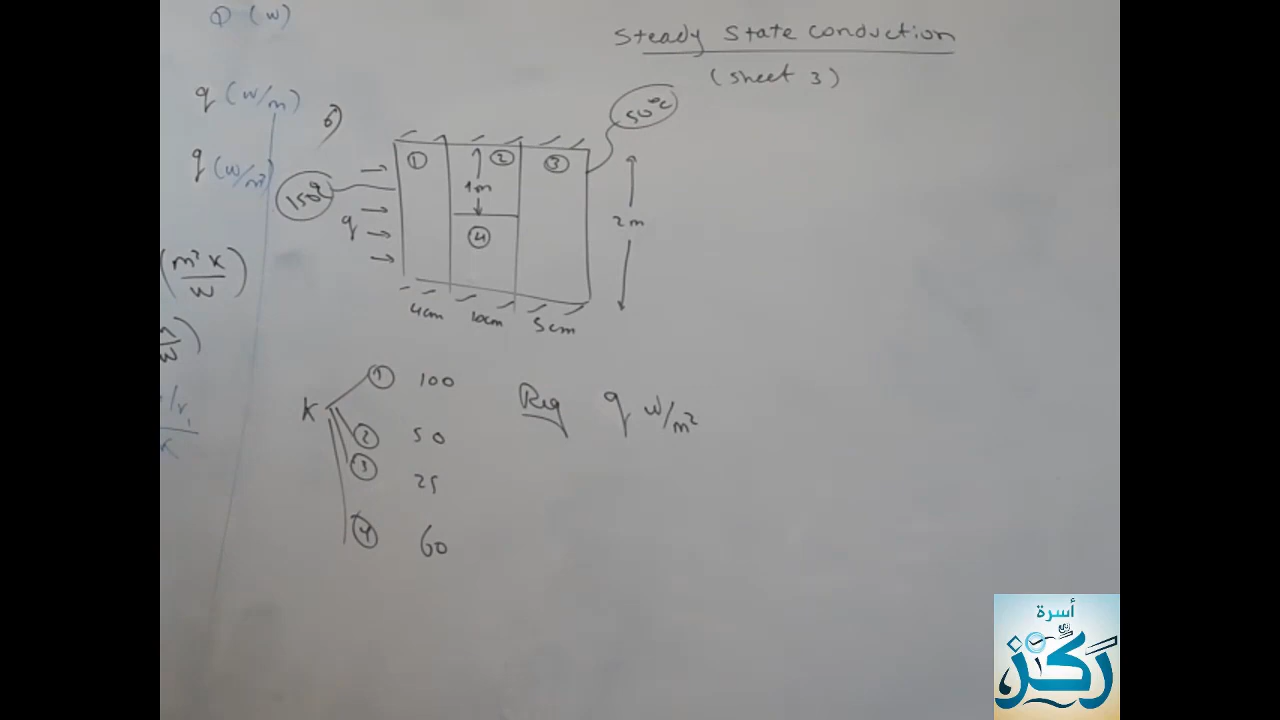 Q (W)
Steady State conduction
(sheet 3)
q (W/m)
q (W/m²)
6)
50°C
150°C
① ② ③
1m
2m
q
④
4cm 10cm 5cm
(m² K / W)
K ① 100
② 50
③ 25
④ 60
Req q W/m²
أسرة
رَكِّز